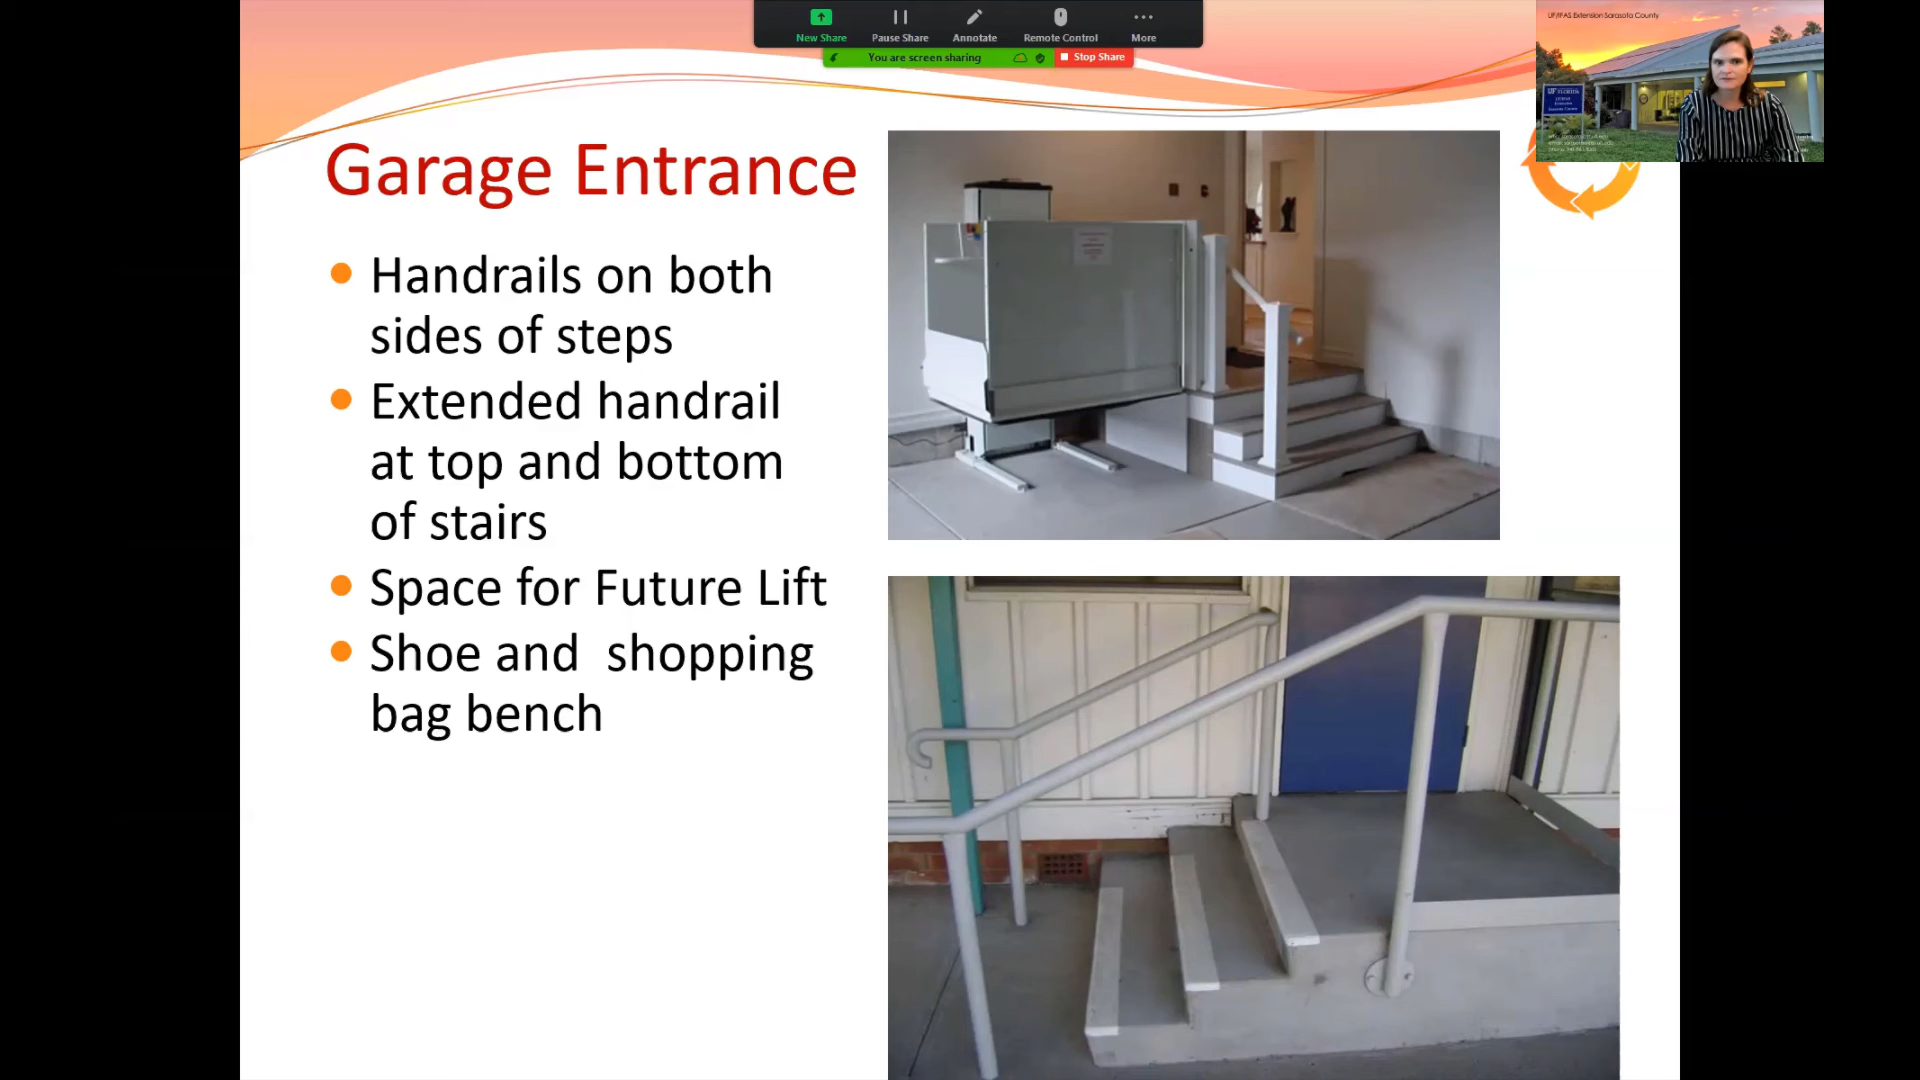 New Share
Pause Share
Annotate
Remote Control
More
You are screen sharing
Stop Share
UF/IFAS Extension Sarasota County
Garage Entrance
Handrails on both
sides of steps
Extended handrail
at top and bottom
of stairs
Space for Future Lift
Shoe and  shopping
bag bench